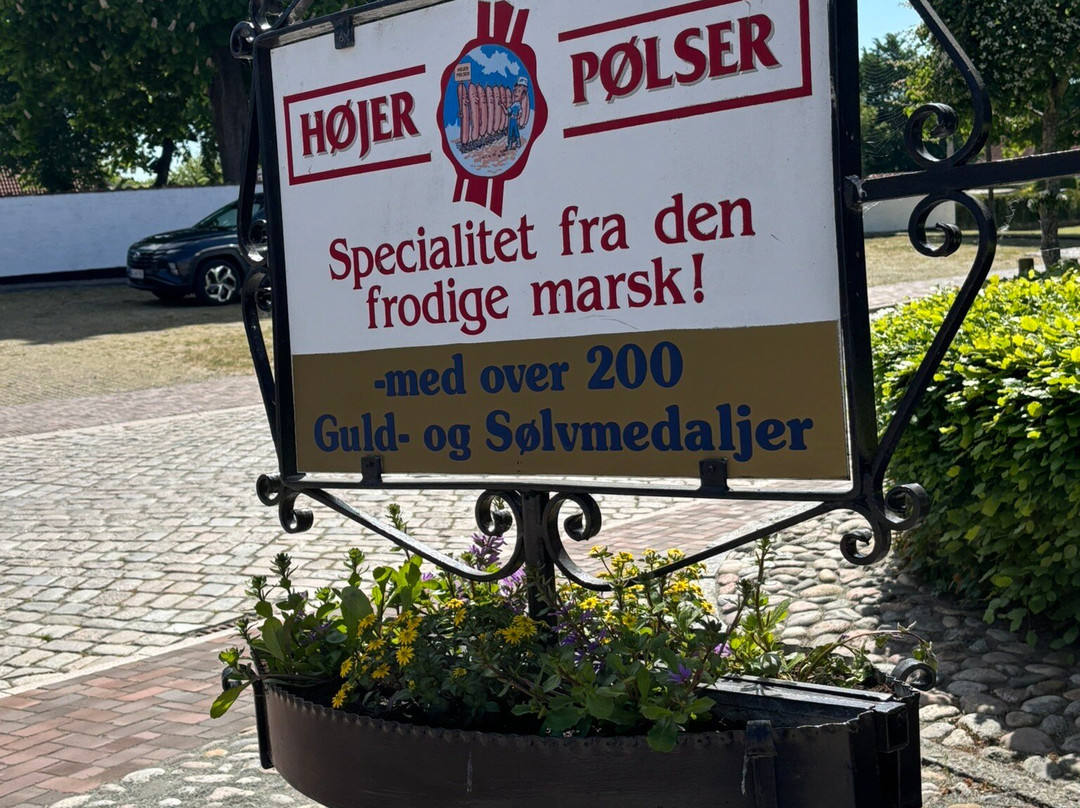 HØJER
PØLSER
Specialitet fra den
frodige marsk!
-med over 200
Guld- og Sølvmedaljer